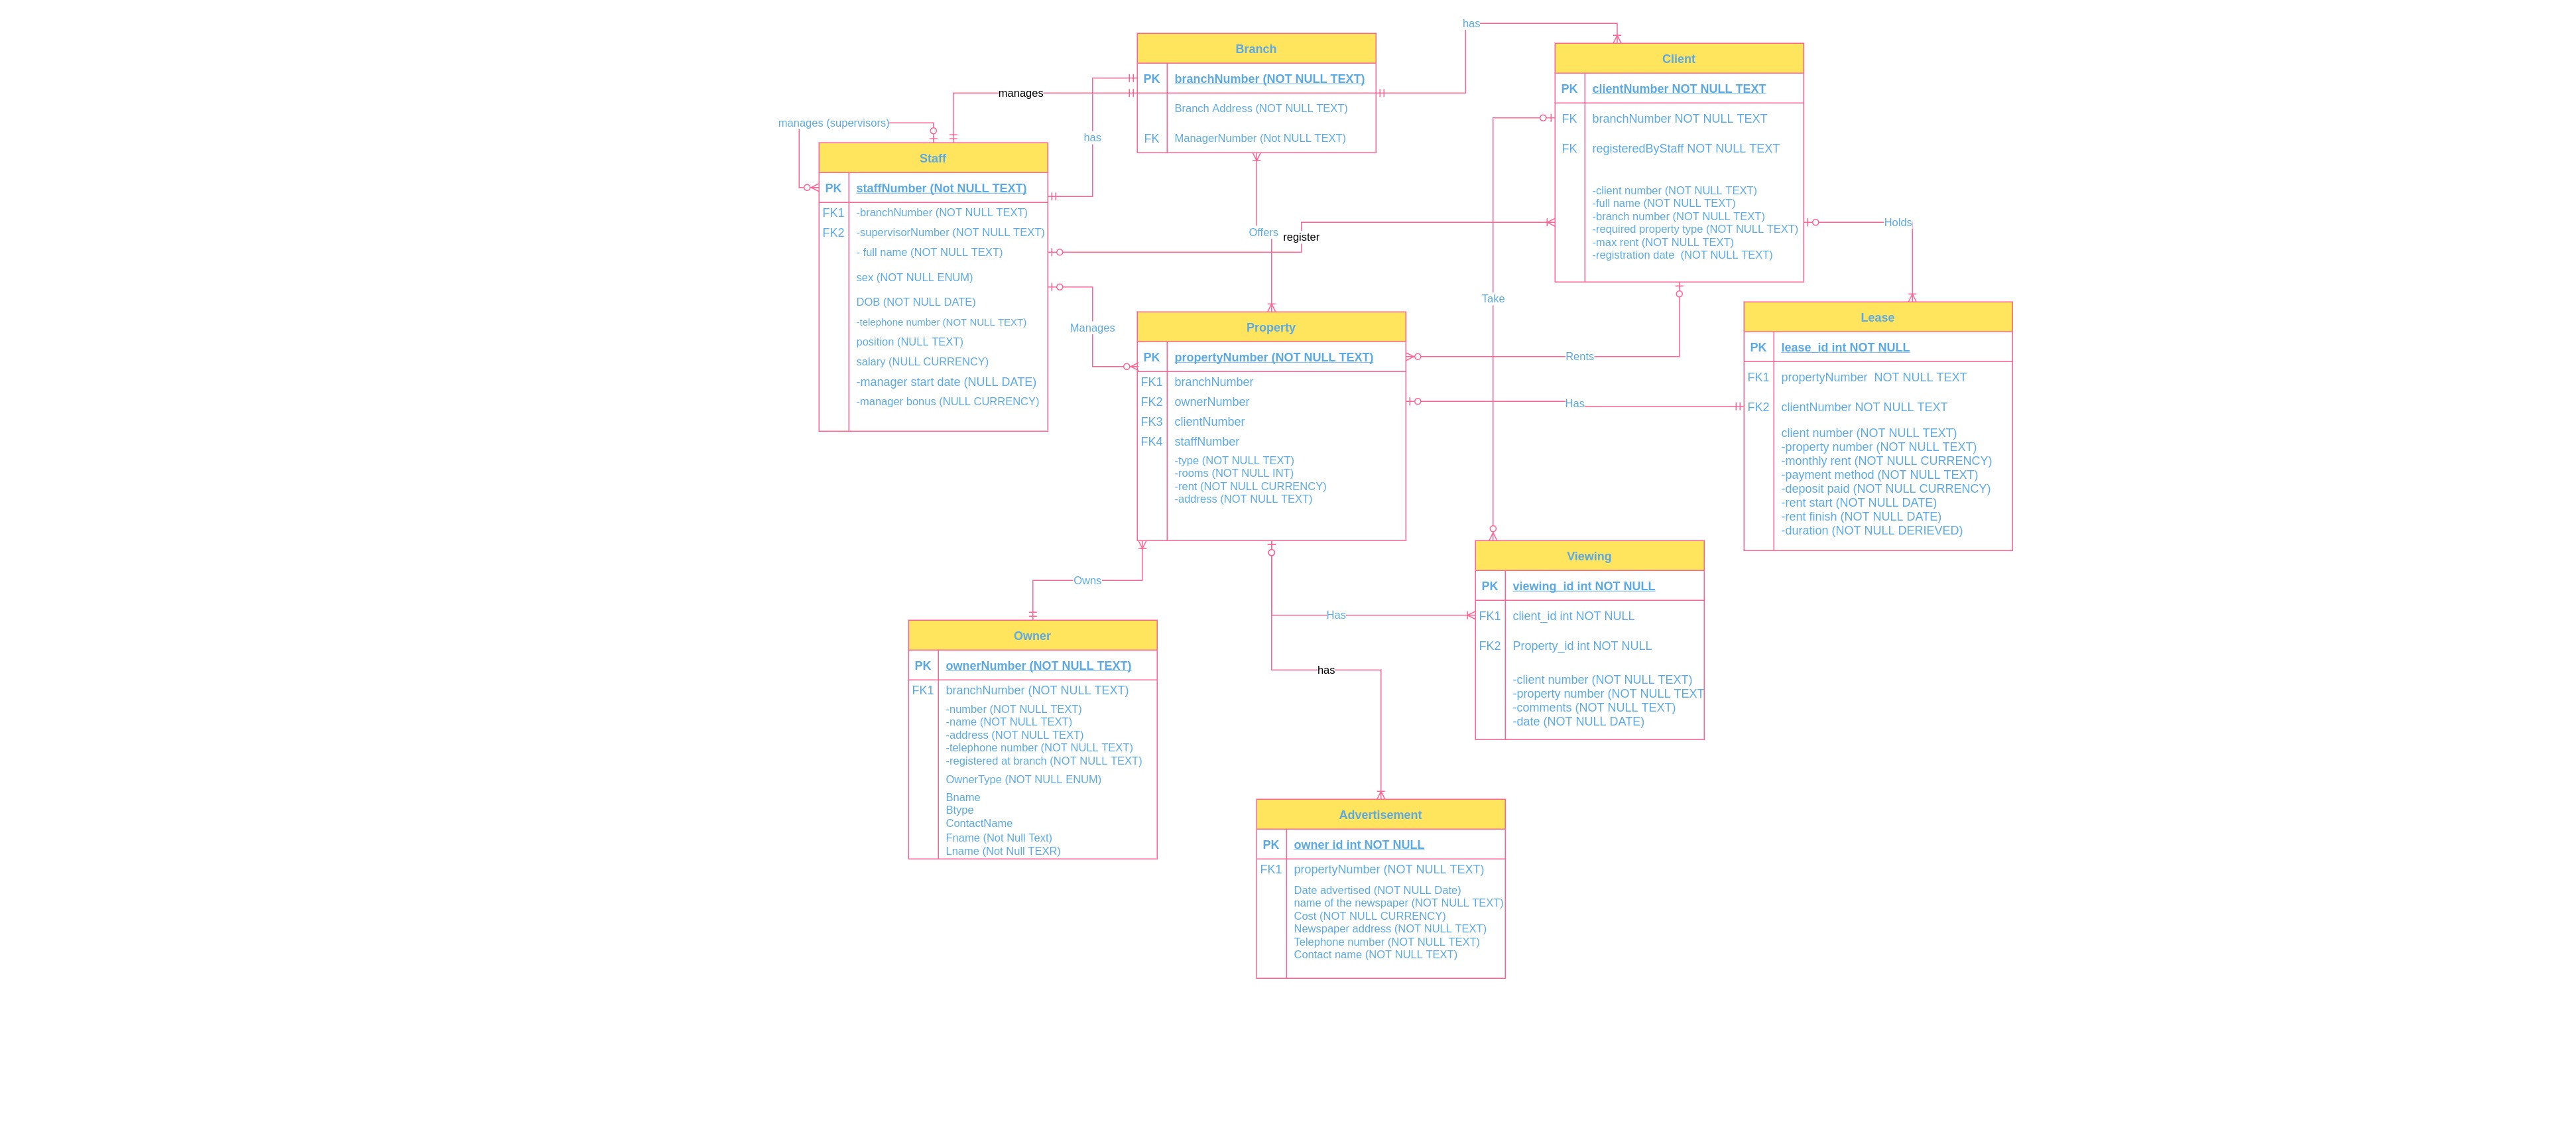 has
Branch
PK branchNumber (NOT NULL TEXT)
Branch Address (NOT NULL TEXT)
FK ManagerNumber (Not NULL TEXT)
Client
PK clientNumber NOT NULL TEXT
FK branchNumber NOT NULL TEXT
FK registeredByStaff NOT NULL TEXT
-client number (NOT NULL TEXT)
-full name (NOT NULL TEXT)
-branch number (NOT NULL TEXT)
-required property type (NOT NULL TEXT)
-max rent (NOT NULL TEXT)
-registration date  (NOT NULL TEXT)
manages
manages (supervisors)
has
Staff
PK staffNumber (Not NULL TEXT)
FK1 -branchNumber (NOT NULL TEXT)
FK2 -supervisorNumber (NOT NULL TEXT)
- full name (NOT NULL TEXT)
sex (NOT NULL ENUM)
DOB (NOT NULL DATE)
-telephone number (NOT NULL TEXT)
position (NULL TEXT)
salary (NULL CURRENCY)
-manager start date (NULL DATE)
-manager bonus (NULL CURRENCY)
Offers
register
Holds
Take
Manages
Property
PK propertyNumber (NOT NULL TEXT)
FK1 branchNumber
FK2 ownerNumber
FK3 clientNumber
FK4 staffNumber
-type (NOT NULL TEXT)
-rooms (NOT NULL INT)
-rent (NOT NULL CURRENCY)
-address (NOT NULL TEXT)
Rents
Has
Lease
PK lease_id int NOT NULL
FK1 propertyNumber  NOT NULL TEXT
FK2 clientNumber NOT NULL TEXT
client number (NOT NULL TEXT)
-property number (NOT NULL TEXT)
-monthly rent (NOT NULL CURRENCY)
-payment method (NOT NULL TEXT)
-deposit paid (NOT NULL CURRENCY)
-rent start (NOT NULL DATE)
-rent finish (NOT NULL DATE)
-duration (NOT NULL DERIEVED)
Owns
Has
has
Viewing
PK viewing_id int NOT NULL
FK1 client_id int NOT NULL
FK2 Property_id int NOT NULL
-client number (NOT NULL TEXT)
-property number (NOT NULL TEXT
-comments (NOT NULL TEXT)
-date (NOT NULL DATE)
Owner
PK ownerNumber (NOT NULL TEXT)
FK1 branchNumber (NOT NULL TEXT)
-number (NOT NULL TEXT)
-name (NOT NULL TEXT)
-address (NOT NULL TEXT)
-telephone number (NOT NULL TEXT)
-registered at branch (NOT NULL TEXT)
OwnerType (NOT NULL ENUM)
Bname
Btype
ContactName
Fname (Not Null Text)
Lname (Not Null TEXR)
Advertisement
PK owner id int NOT NULL
FK1 propertyNumber (NOT NULL TEXT)
Date advertised (NOT NULL Date)
name of the newspaper (NOT NULL TEXT)
Cost (NOT NULL CURRENCY)
Newspaper address (NOT NULL TEXT)
Telephone number (NOT NULL TEXT)
Contact name (NOT NULL TEXT)